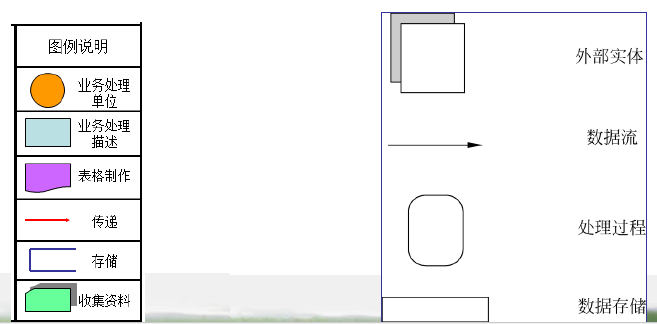 图例说明
业务处理
单位
业务处理
描述
表格制作
传递
存储
收集资料
外部实体
数据流
处理过程
数据存储